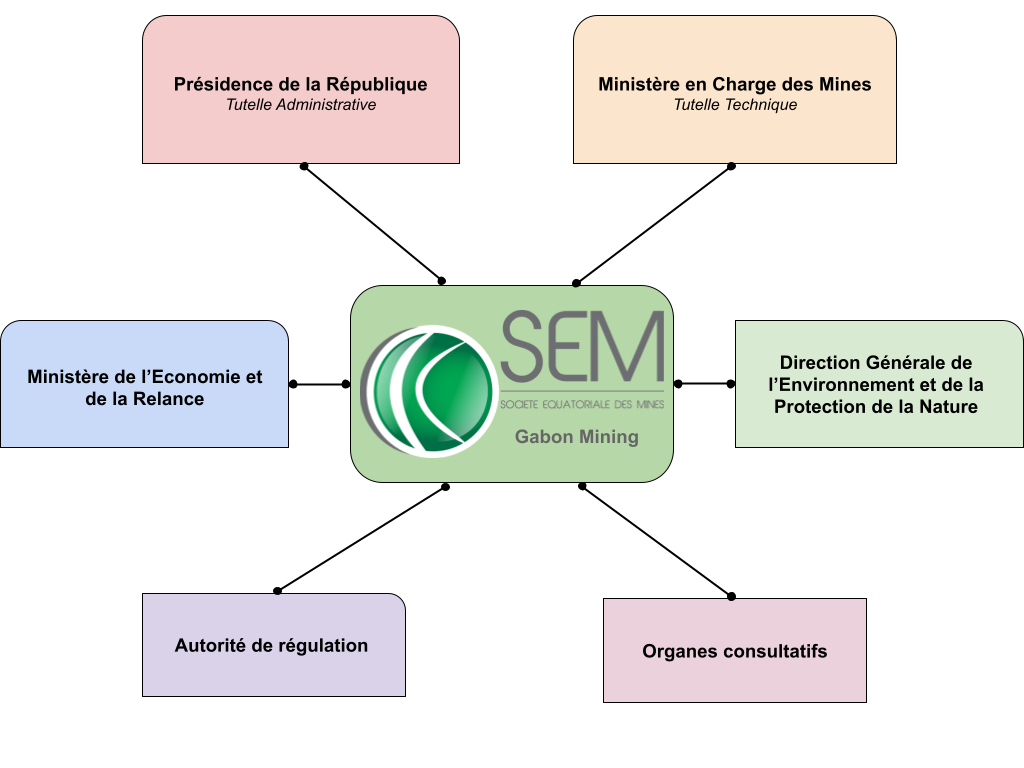 Présidence de la République
Tutelle Administrative
Ministère en Charge des Mines
Tutelle Technique
Ministère de l’Economie et
de la Relance
SEM
SOCIETE EQUATORIALE DES MINES
Gabon Mining
Direction Générale de
l’Environnement et de la
Protection de la Nature
Autorité de régulation
Organes consultatifs